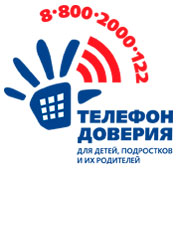 8-800-2000-122
ТЕЛЕФОН
ДОВЕРИЯ
ДЛЯ ДЕТЕЙ, ПОДРОСТКОВ
И ИХ РОДИТЕЛЕЙ